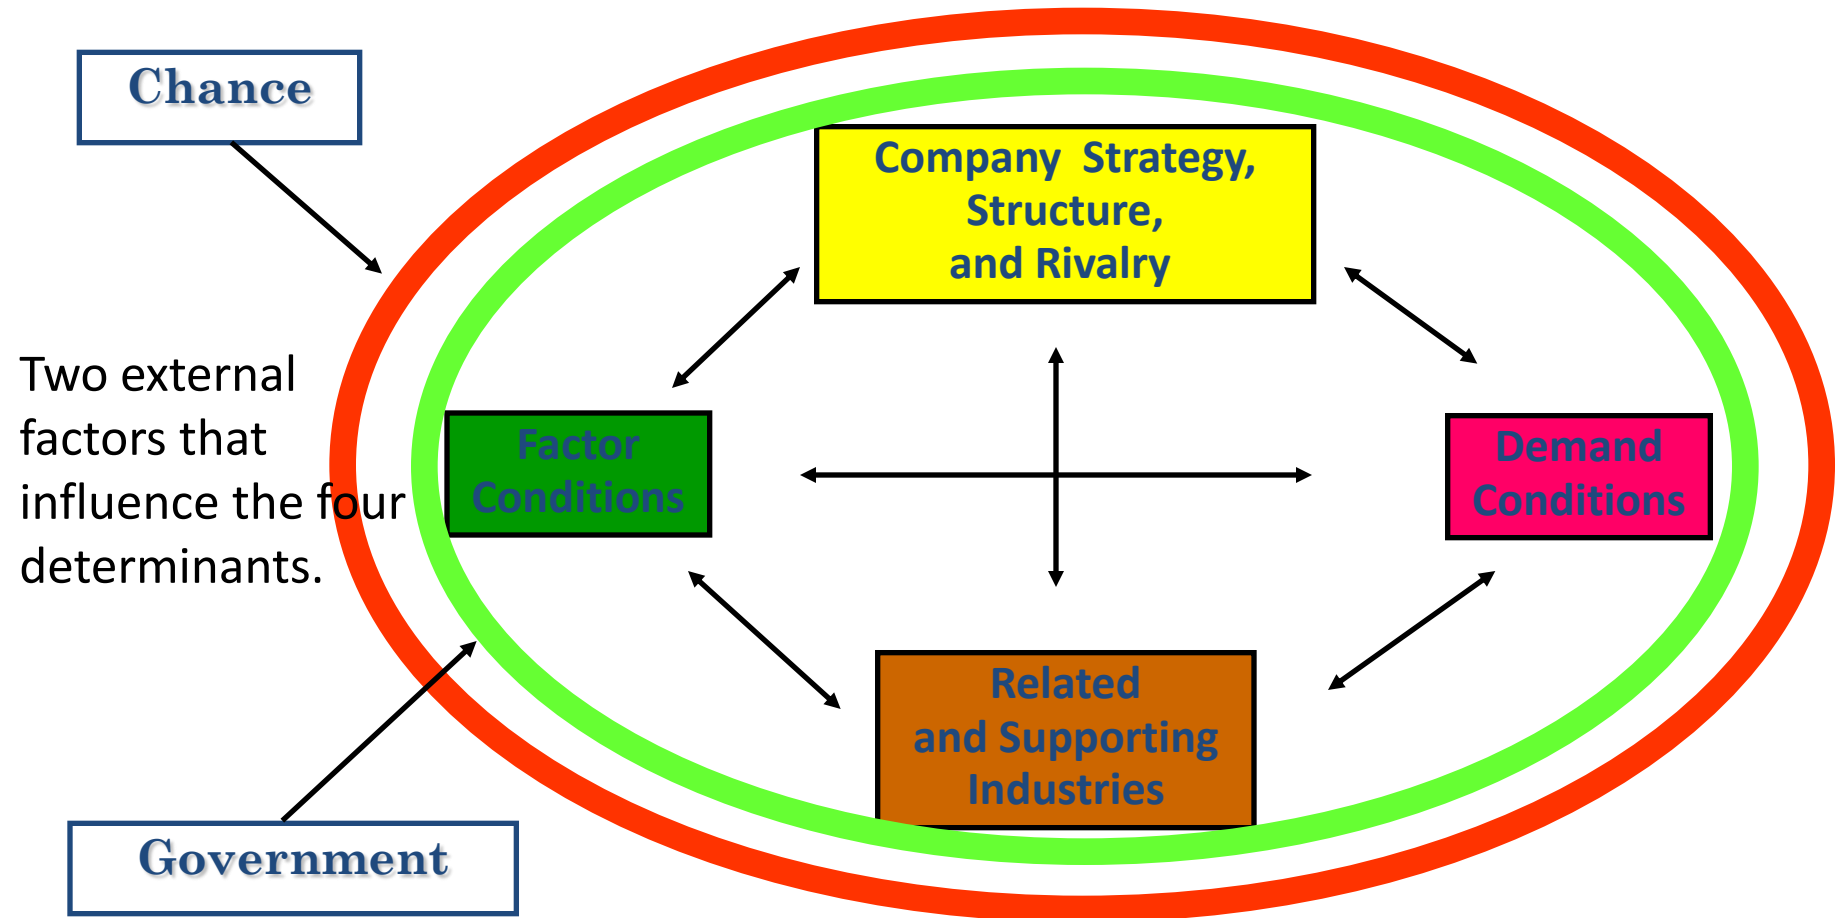 Chance
Company Strategy,
Structure,
and Rivalry
Two external
factors that
influence the four
determinants.
Factor
Conditions
Demand
Conditions
Related
and Supporting
Industries
Government